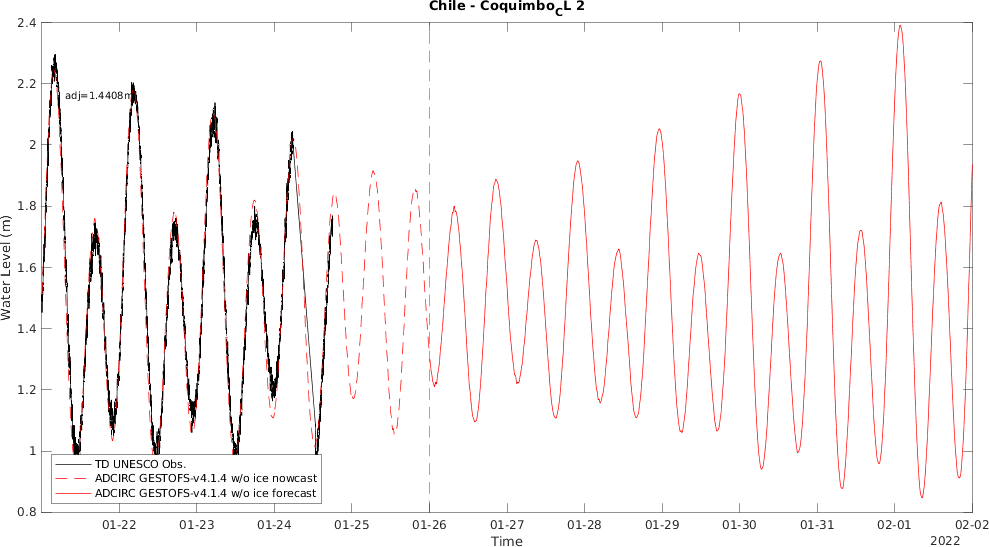 Chile - Coquimbo_CL 2
2.4
2.2
adj=1.4408m
2
1.8
1.6
1.4
1.2
1
0.8
Water Level (m)
TD UNESCO Obs.
ADCIRC GESTOFS-v4.1.4 w/o ice nowcast
ADCIRC GESTOFS-v4.1.4 w/o ice forecast
01-22 01-23 01-24 01-25 01-26 01-27 01-28 01-29 01-30 01-31 02-01 02-02
Time
2022